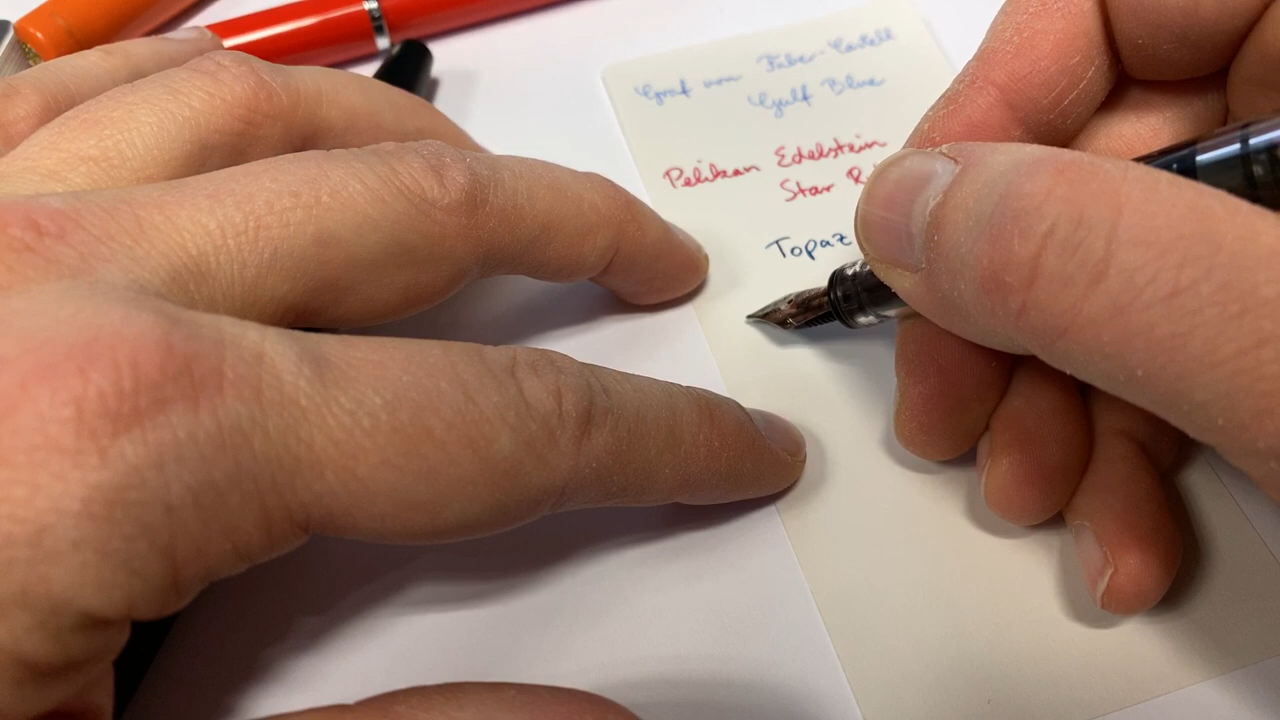 Graf von Faber-Castell
Gulf Blue
Pelikan Edelstein
Star
Topaz